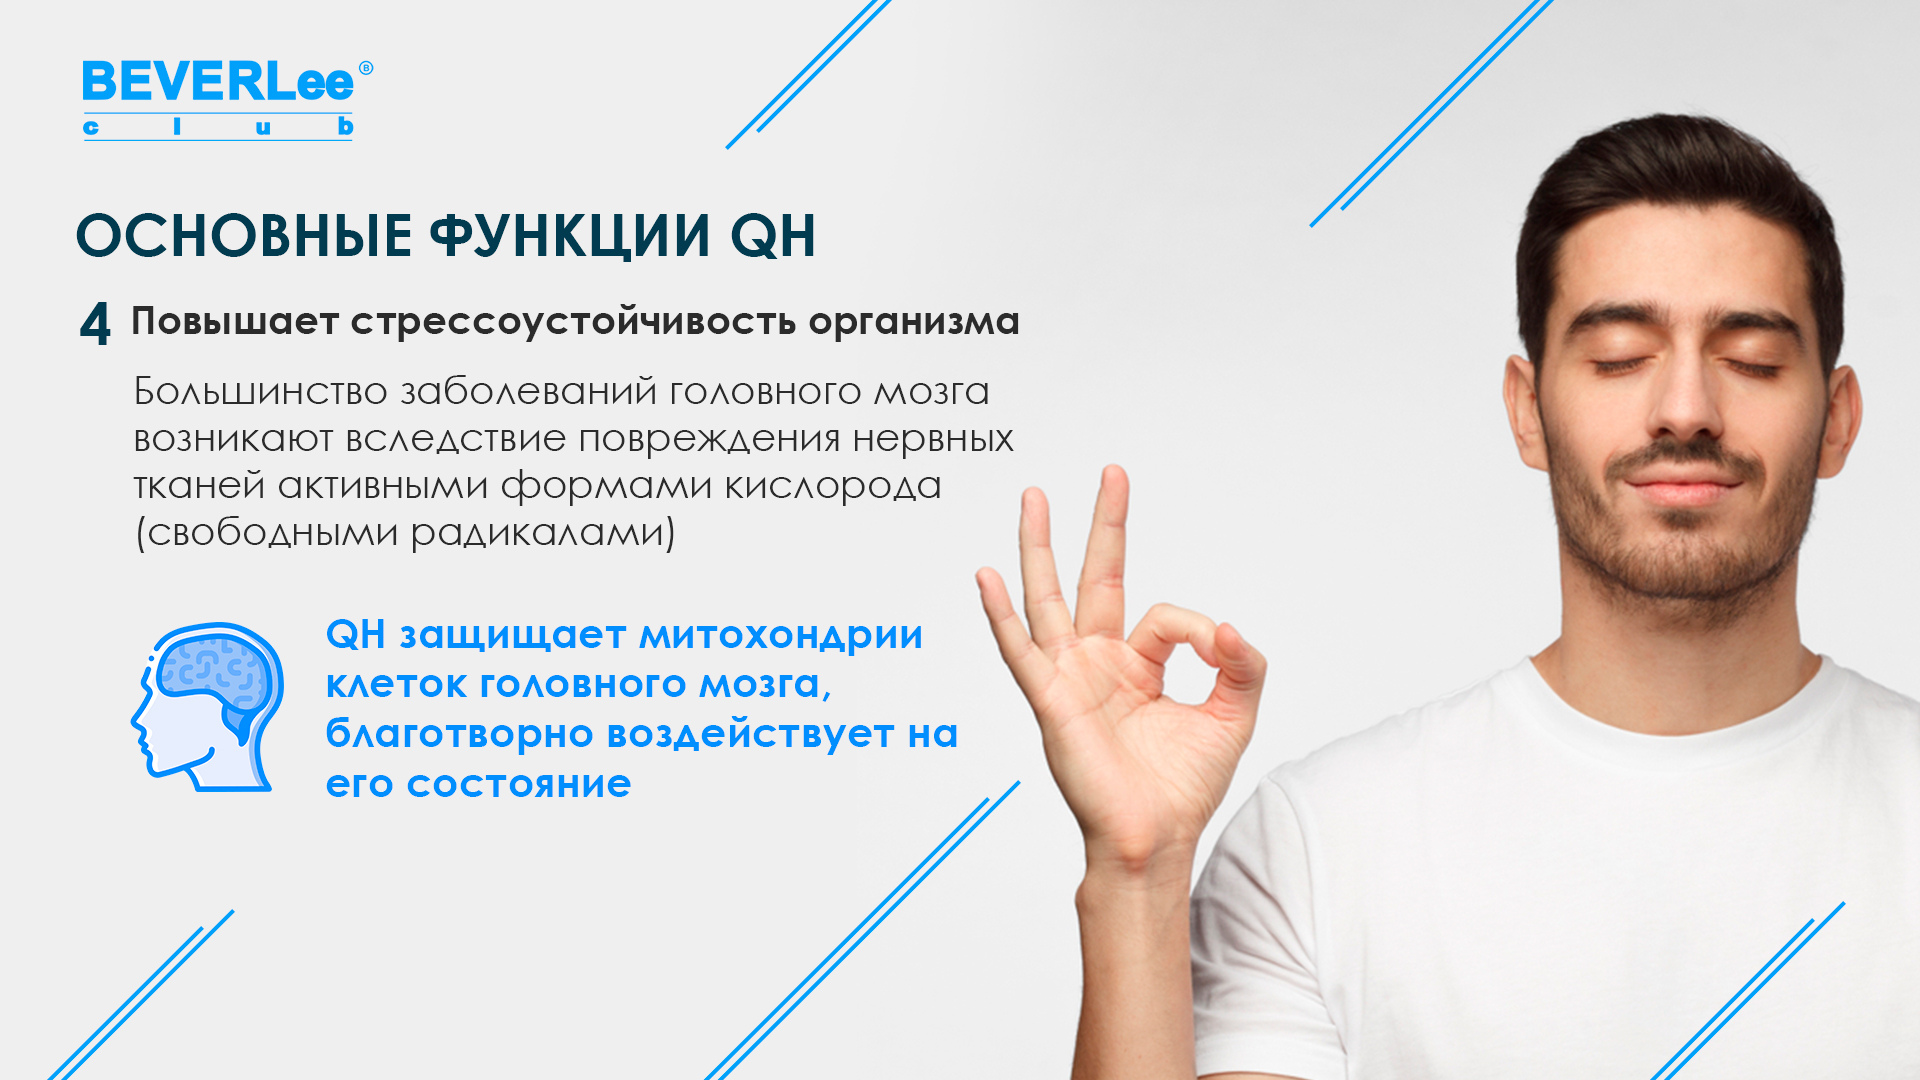 BEVERLee®
club
ОСНОВНЫЕ ФУНКЦИИ QH
4 Повышает стрессоустойчивость организма
Большинство заболеваний головного мозга
возникают вследствие повреждения нервных
тканей активными формами кислорода
(свободными радикалами)
QH защищает митохондрии
клеток головного мозга,
благотворно воздействует на
его состояние